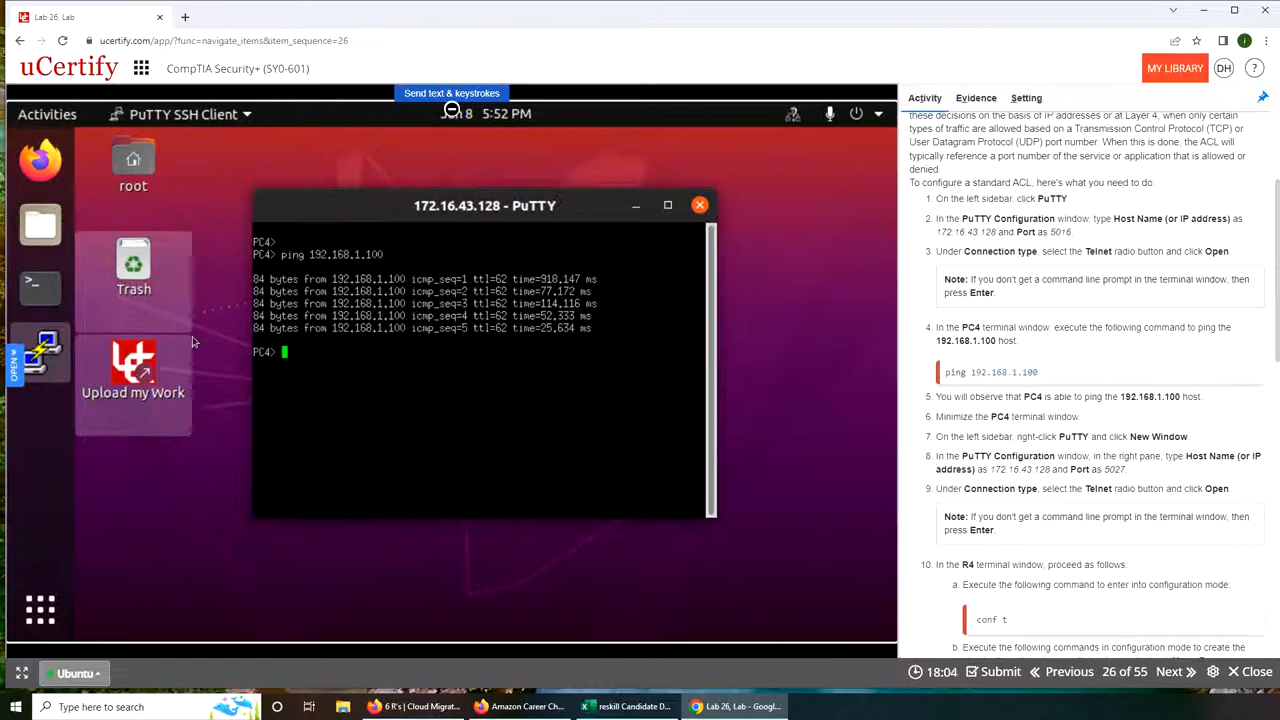 Lab 26, Lab
ucertify.com/app/?func=navigate_items&item_sequence=26
uCertify
CompTIA Security+ (SY0-601)
MY LIBRARY
DH
?
Send text & keystrokes
Activities
PuTTY SSH Client
8 5:52 PM
root
Trash
Upload my Work
OPEN
172.16.43.128 - PuTTY
PC4>
PC4> ping 192.168.1.100
84 bytes from 192.168.1.100 icmp_seq=1 ttl=62 time=918.147 ms
84 bytes from 192.168.1.100 icmp_seq=2 ttl=62 time=77.172 ms
84 bytes from 192.168.1.100 icmp_seq=3 ttl=62 time=114.116 ms
84 bytes from 192.168.1.100 icmp_seq=4 ttl=62 time=52.333 ms
84 bytes from 192.168.1.100 icmp_seq=5 ttl=62 time=25.634 ms
PC4>
Activity Evidence Setting
these decisions on the basis of IP addresses or at Layer 4, when only certain
types of traffic are allowed based on a Transmission Control Protocol (TCP) or
User Datagram Protocol (UDP) port number. When this is done, the ACL will
typically reference a port number of the service or application that is allowed or
denied.
To configure a standard ACL, here's what you need to do:
1. On the left sidebar, click PuTTY
2. In the PuTTY Configuration window, type Host Name (or IP address) as
172.16.43.128 and Port as 5016.
3. Under Connection type, select the Telnet radio button and click Open.
Note: If you don't get a command line prompt in the terminal window, then
press Enter.
4. In the PC4 terminal window, execute the following command to ping the
192.168.1.100 host:
ping 192.168.1.100
5. You will observe that PC4 is able to ping the 192.168.1.100 host.
6. Minimize the PC4 terminal window.
7. On the left sidebar, right-click PuTTY and click New Window.
8. In the PuTTY Configuration window, in the right pane, type Host Name (or IP
address) as 172.16.43.128 and Port as 5027.
9. Under Connection type, select the Telnet radio button and click Open.
Note: If you don't get a command line prompt in the terminal window, then
press Enter.
10. In the R4 terminal window, proceed as follows.
a. Execute the following command to enter into configuration mode:
conf t
b. Execute the following commands in configuration mode to create the
Ubuntu
18:04 Submit Previous 26 of 55 Next Close
Type here to search
6 R's | Cloud Migrat...
Amazon Career Ch...
reskill Candidate D...
Lab 26, Lab - Googl...